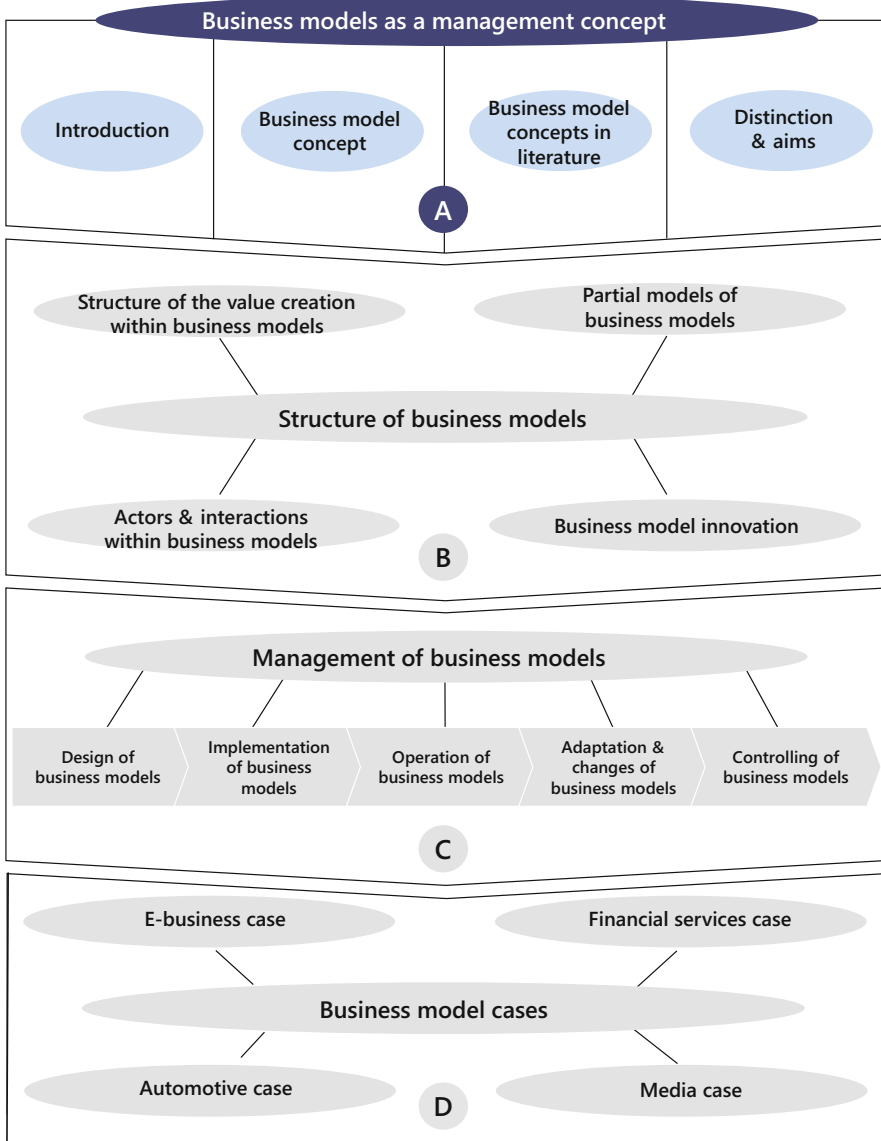 Business models as a management concept
Introduction
Business model
concept
Business model
concepts in
literature
Distinction
& aims
A
Structure of the value creation
within business models
Partial models of
business models
Structure of business models
Actors & interactions
within business models
Business model innovation
B
Management of business models
Design of
business models
Implementation
of business
models
Operation of
business models
Adaptation &
changes of
business models
Controlling of
business models
C
E-business case
Financial services case
Business model cases
Automotive case
Media case
D